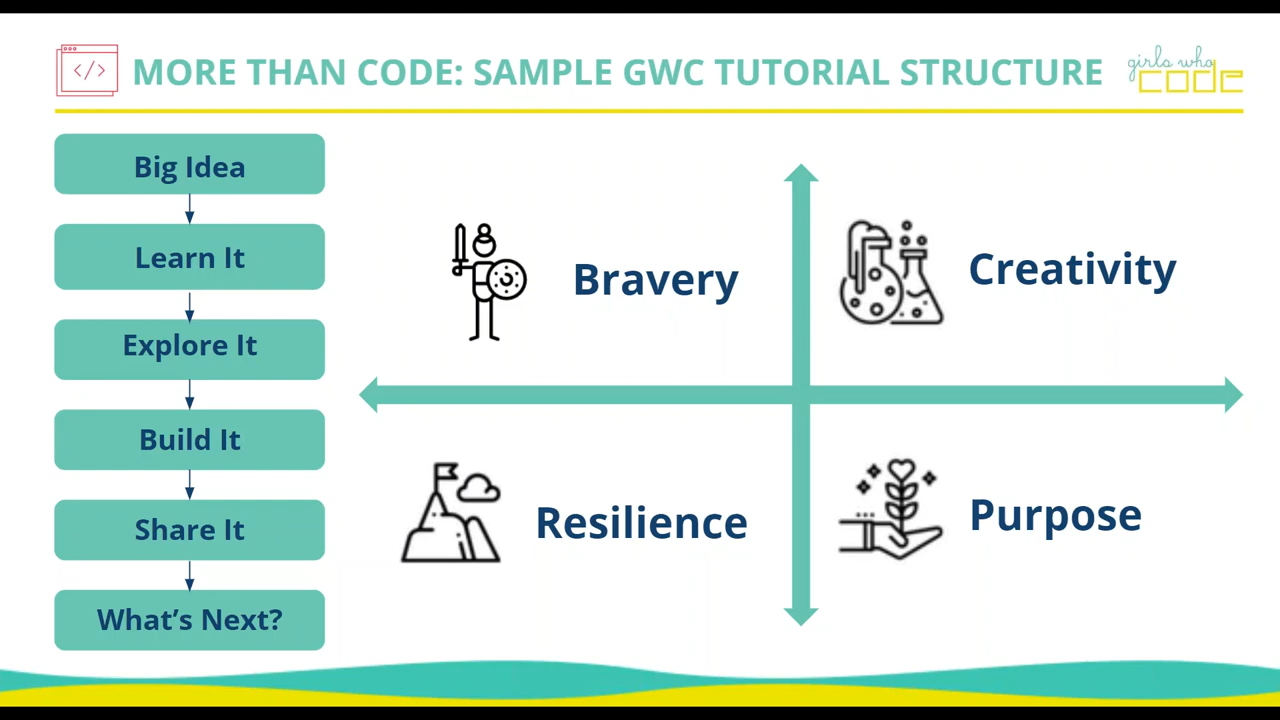 </>
MORE THAN CODE: SAMPLE GWC TUTORIAL STRUCTURE
girls who
code
Big Idea
Learn It
Explore It
Build It
Share It
What's Next?
Bravery
Creativity
Resilience
Purpose